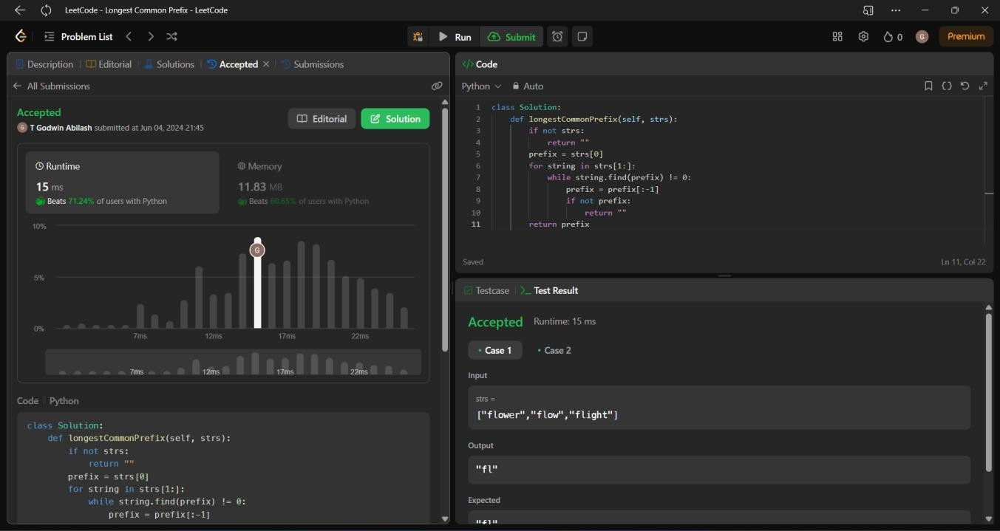 LeetCode - Longest Common Prefix - LeetCode
Problem List
Run
Submit
0
G
Premium
Description
Editorial
Solutions
Accepted
Submissions
All Submissions
Accepted
G T Godwin Abilash submitted at Jun 04, 2024 21:45
Editorial
Solution
Runtime
15 ms
Beats 71.24% of users with Python
Memory
11.83 MB
Beats 60.65% of users with Python
10%
5%
0%
G
7ms 12ms 17ms 22ms
7ms 12ms 17ms 22ms
Code | Python
class Solution:
    def longestCommonPrefix(self, strs):
        if not strs:
            return ""
        prefix = strs[0]
        for string in strs[1:]:
            while string.find(prefix) != 0:
                prefix = prefix[:-1]
</> Code
Python
Auto
1 class Solution:
2     def longestCommonPrefix(self, strs):
3         if not strs:
4             return ""
5         prefix = strs[0]
6         for string in strs[1:]:
7             while string.find(prefix) != 0:
8                 prefix = prefix[:-1]
9                 if not prefix:
10                     return ""
11         return prefix
Saved
Ln 11, Col 22
Testcase
>_ Test Result
Accepted
Runtime: 15 ms
• Case 1
• Case 2
Input
strs =
["flower","flow","flight"]
Output
"fl"
Expected
"fl"